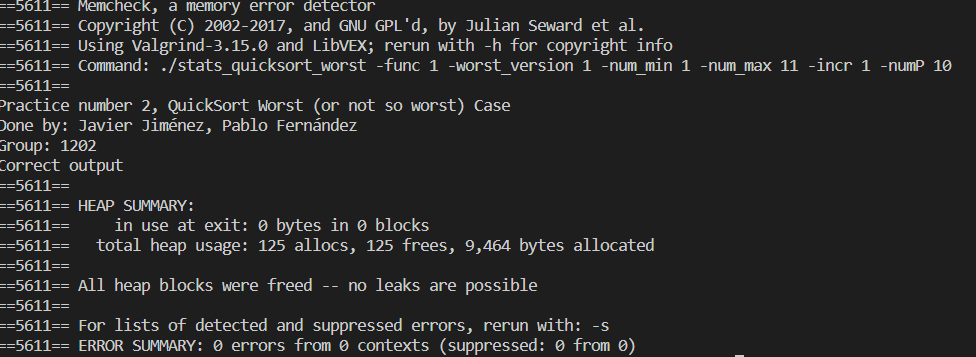 ==5611== Memcheck, a memory error detector
==5611== Copyright (C) 2002-2017, and GNU GPL'd, by Julian Seward et al.
==5611== Using Valgrind-3.15.0 and LibVEX; rerun with -h for copyright info
==5611== Command: ./stats_quicksort_worst -func 1 -worst_version 1 -num_min 1 -num_max 11 -incr 1 -numP 10
==5611==
Practice number 2, QuickSort Worst (or not so worst) Case
Done by: Javier Jiménez, Pablo Fernández
Group: 1202
Correct output
==5611==
==5611== HEAP SUMMARY:
==5611==     in use at exit: 0 bytes in 0 blocks
==5611==   total heap usage: 125 allocs, 125 frees, 9,464 bytes allocated
==5611==
==5611== All heap blocks were freed -- no leaks are possible
==5611==
==5611== For lists of detected and suppressed errors, rerun with: -s
==5611== ERROR SUMMARY: 0 errors from 0 contexts (suppressed: 0 from 0)